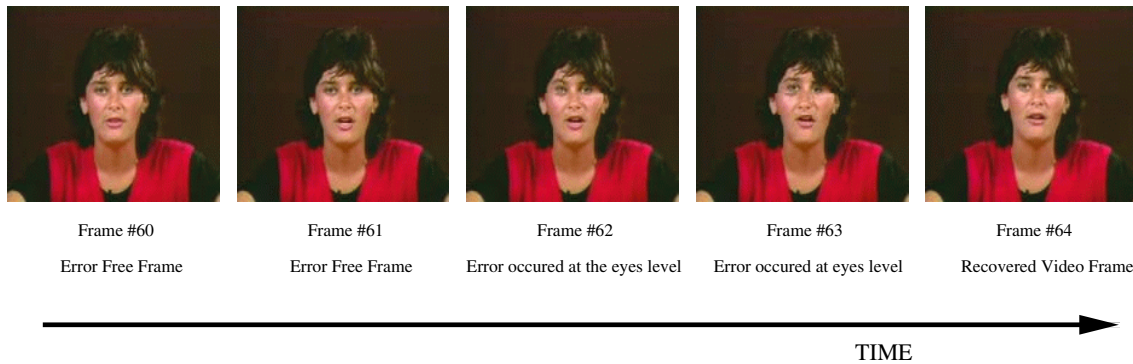 Frame #60 Frame #61 Frame #62 Frame #63 Frame #64
Error Free Frame Error Free Frame Error occured at the eyes level Error occured at eyes level Recovered Video Frame
TIME